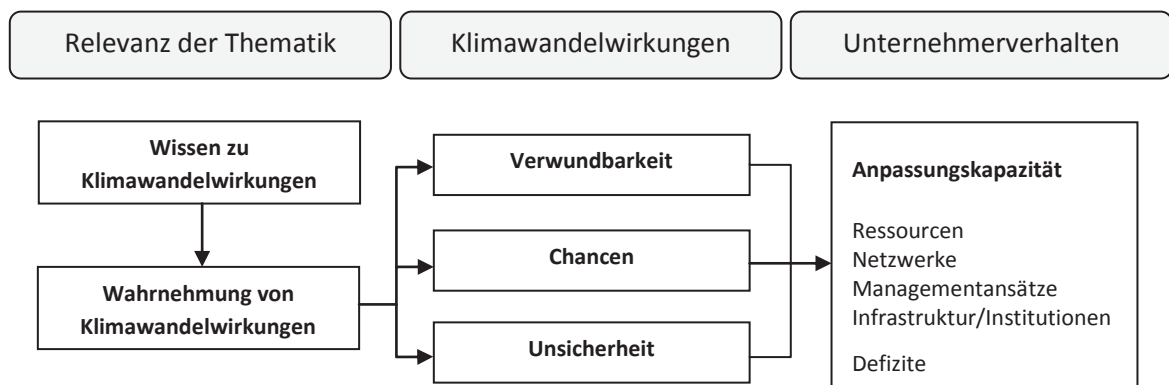 Relevanz der Thematik
Klimawandelwirkungen
Unternehmerverhalten
Wissen zu
Klimawandelwirkungen
Wahrnehmung von
Klimawandelwirkungen
Verwundbarkeit
Chancen
Unsicherheit
Anpassungskapazität
Ressourcen
Netzwerke
Managementansätze
Infrastruktur/Institutionen
Defizite